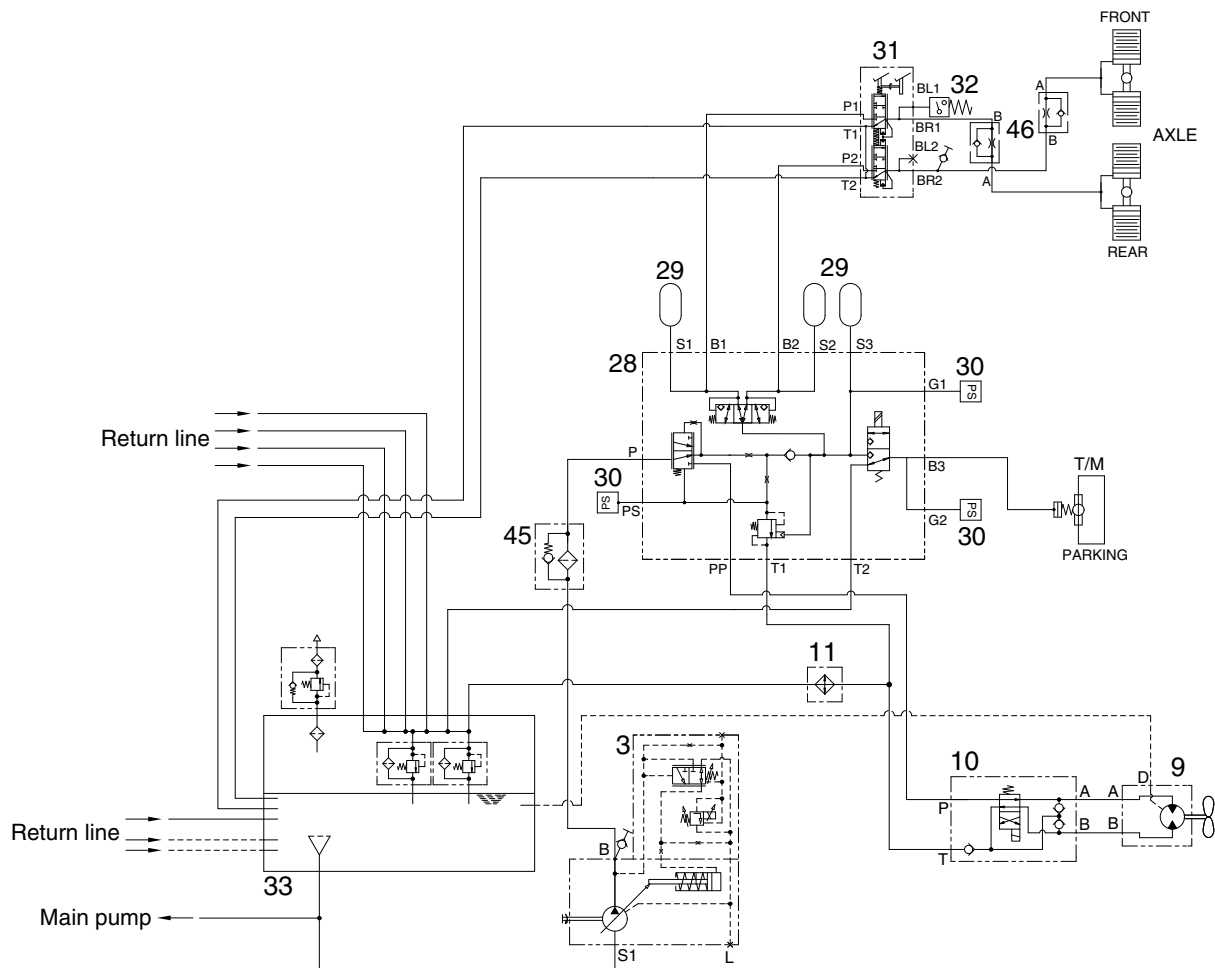 FRONT
31
BL1
32
P1
A
T1
BR1
B
46
AXLE
BL2
B
P2
T2
BR2
A
REAR
29
29
S1
B1
B2
S2
S3
28
G1
30
PS
Return line
P
B3
T/M
30
PS
PS
G2
PS
30
PARKING
45
PP
T1
T2
11
3
10
D
9
P
A
A
B
B
T
Return line
B
33
Main pump
S1
L